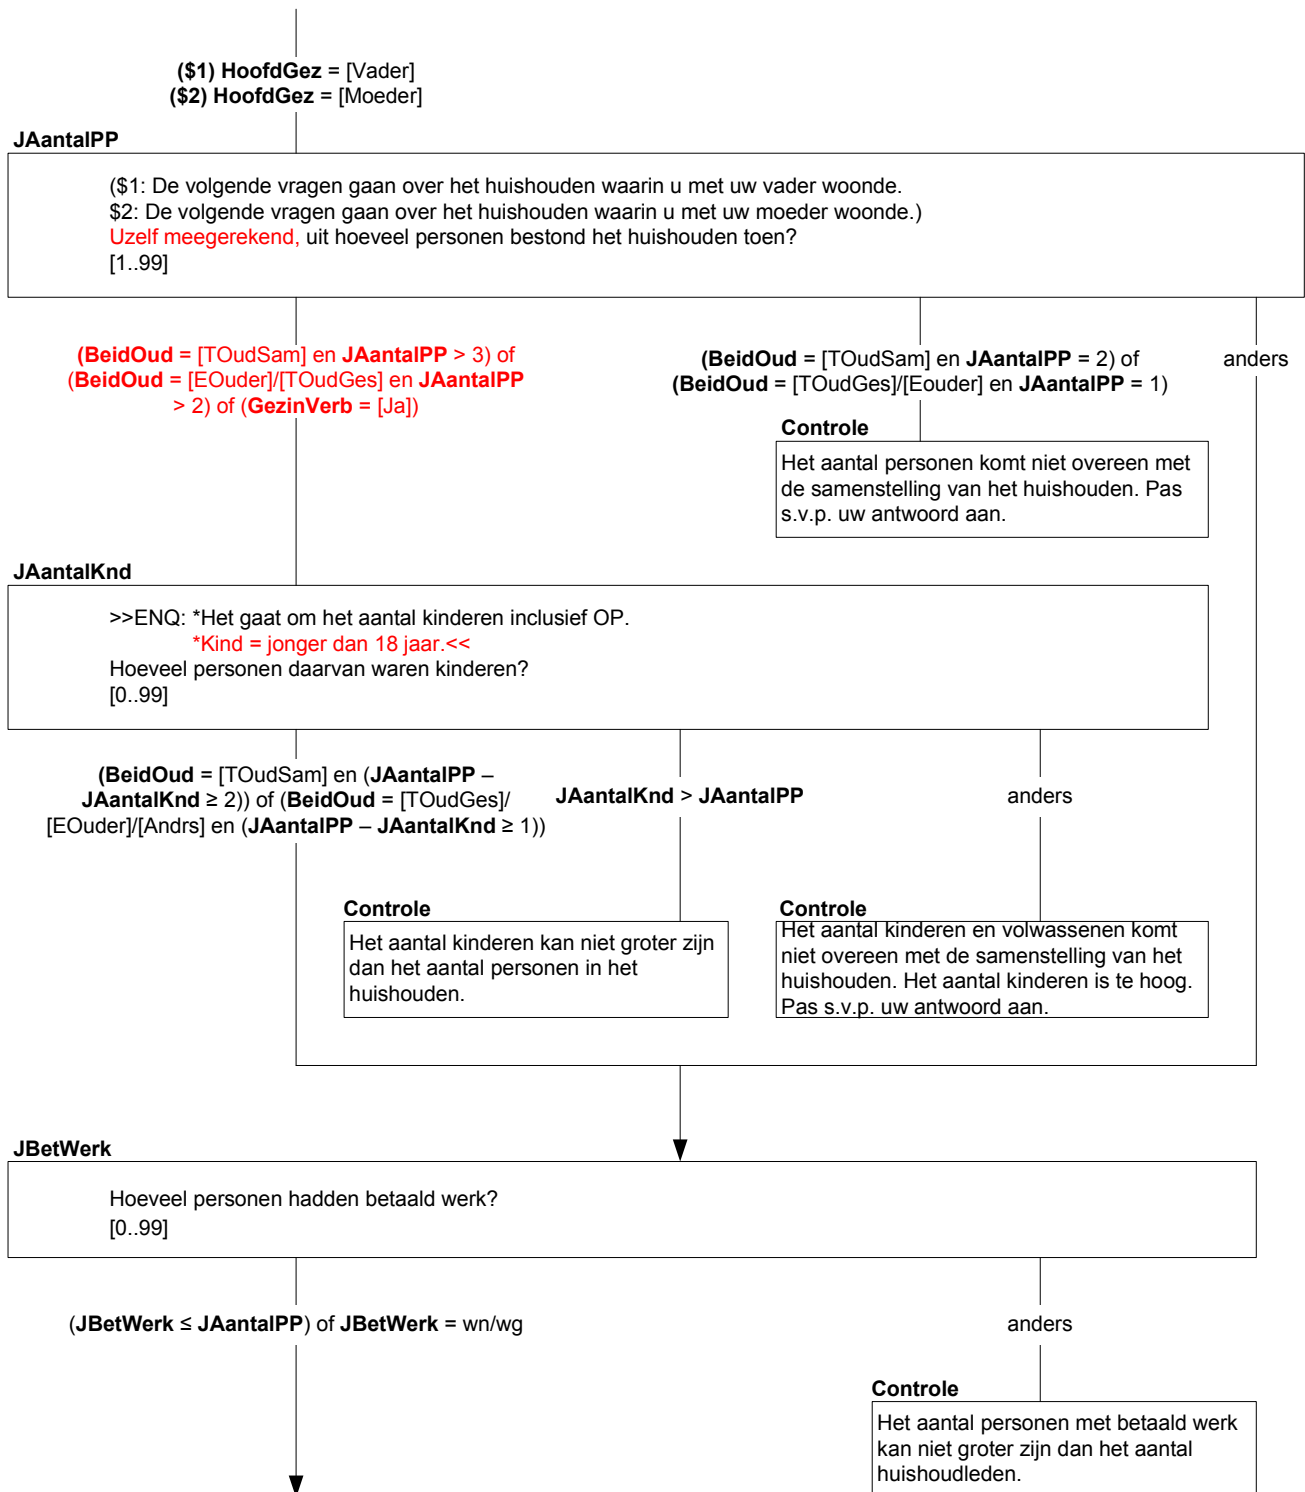 ($1) HoofdGez = [Vader]
($2) HoofdGez = [Moeder]
JAantalPP
($1: De volgende vragen gaan over het huishouden waarin u met uw vader woonde.
$2: De volgende vragen gaan over het huishouden waarin u met uw moeder woonde.)
Uzelf meegerekend, uit hoeveel personen bestond het huishouden toen?
[1..99]
(BeidOud = [TOudSam] en JAantalPP > 3) of
(BeidOud = [EOuder]/[TOudGes] en JAantalPP
> 2) of (GezinVerb = [Ja])
(BeidOud = [TOudSam] en JAantalPP = 2) of
(BeidOud = [TOudGes]/[Eouder] en JAantalPP = 1)
anders
Controle
Het aantal personen komt niet overeen met
de samenstelling van het huishouden. Pas
s.v.p. uw antwoord aan.
JAantalKnd
>>ENQ: *Het gaat om het aantal kinderen inclusief OP.
*Kind = jonger dan 18 jaar.<<
Hoeveel personen daarvan waren kinderen?
[0..99]
(BeidOud = [TOudSam] en (JAantalPP –
JAantalKnd ≥ 2)) of (BeidOud = [TOudGes]/
[EOuder]/[Andrs] en (JAantalPP – JAantalKnd ≥ 1))
JAantalKnd > JAantalPP
anders
Controle
Het aantal kinderen kan niet groter zijn
dan het aantal personen in het
huishouden.
Controle
Het aantal kinderen en volwassenen komt
niet overeen met de samenstelling van het
huishouden. Het aantal kinderen is te hoog.
Pas s.v.p. uw antwoord aan.
JBetWerk
Hoeveel personen hadden betaald werk?
[0..99]
(JBetWerk ≤ JAantalPP) of JBetWerk = wn/wg
anders
Controle
Het aantal personen met betaald werk
kan niet groter zijn dan het aantal
huishoudleden.